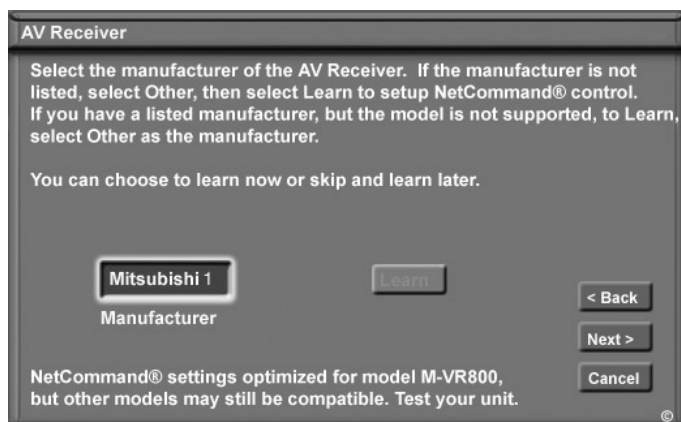 AV Receiver
Select the manufacturer of the AV Receiver.  If the manufacturer is not
listed, select Other, then select Learn to setup NetCommand® control.
If you have a listed manufacturer, but the model is not supported, to Learn,
select Other as the manufacturer.
You can choose to learn now or skip and learn later.
Mitsubishi 1
Learn
Manufacturer
< Back
Next >
Cancel
NetCommand® settings optimized for model M-VR800,
but other models may still be compatible. Test your unit.
©